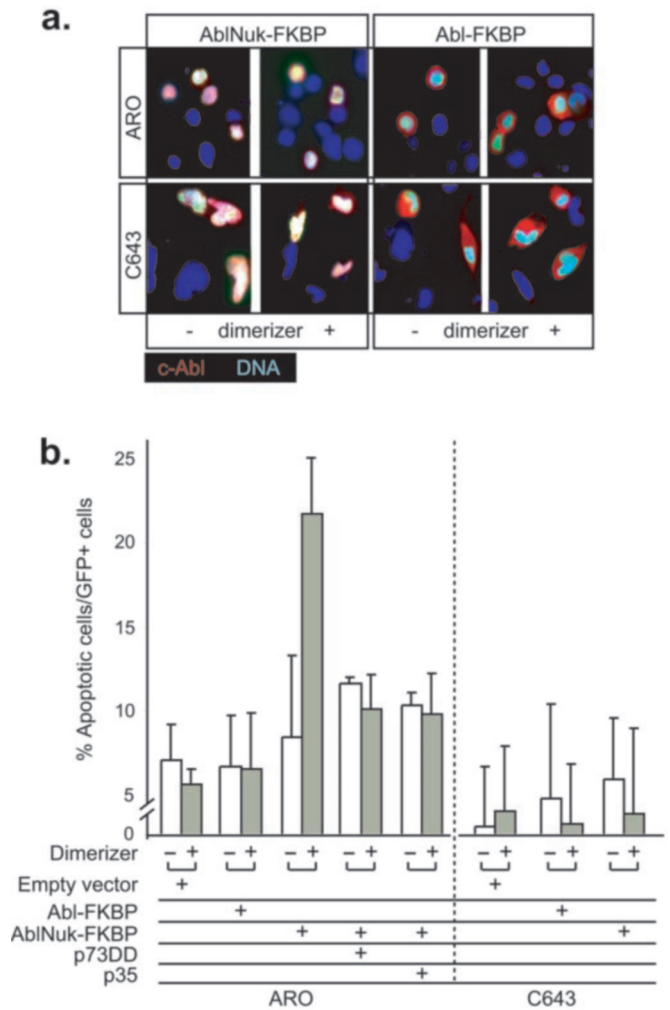 a.
AblNuk-FKBP Abl-FKBP
ARO
C643
- dimerizer + - dimerizer +
c-Abl DNA
b.
% Apoptotic cells/GFP+ cells
25
20
15
10
5
0
Dimerizer − + − + − + − + − + − + − + − +
Empty vector + +
Abl-FKBP + +
AblNuk-FKBP + + + +
p73DD +
p35 +
ARO C643